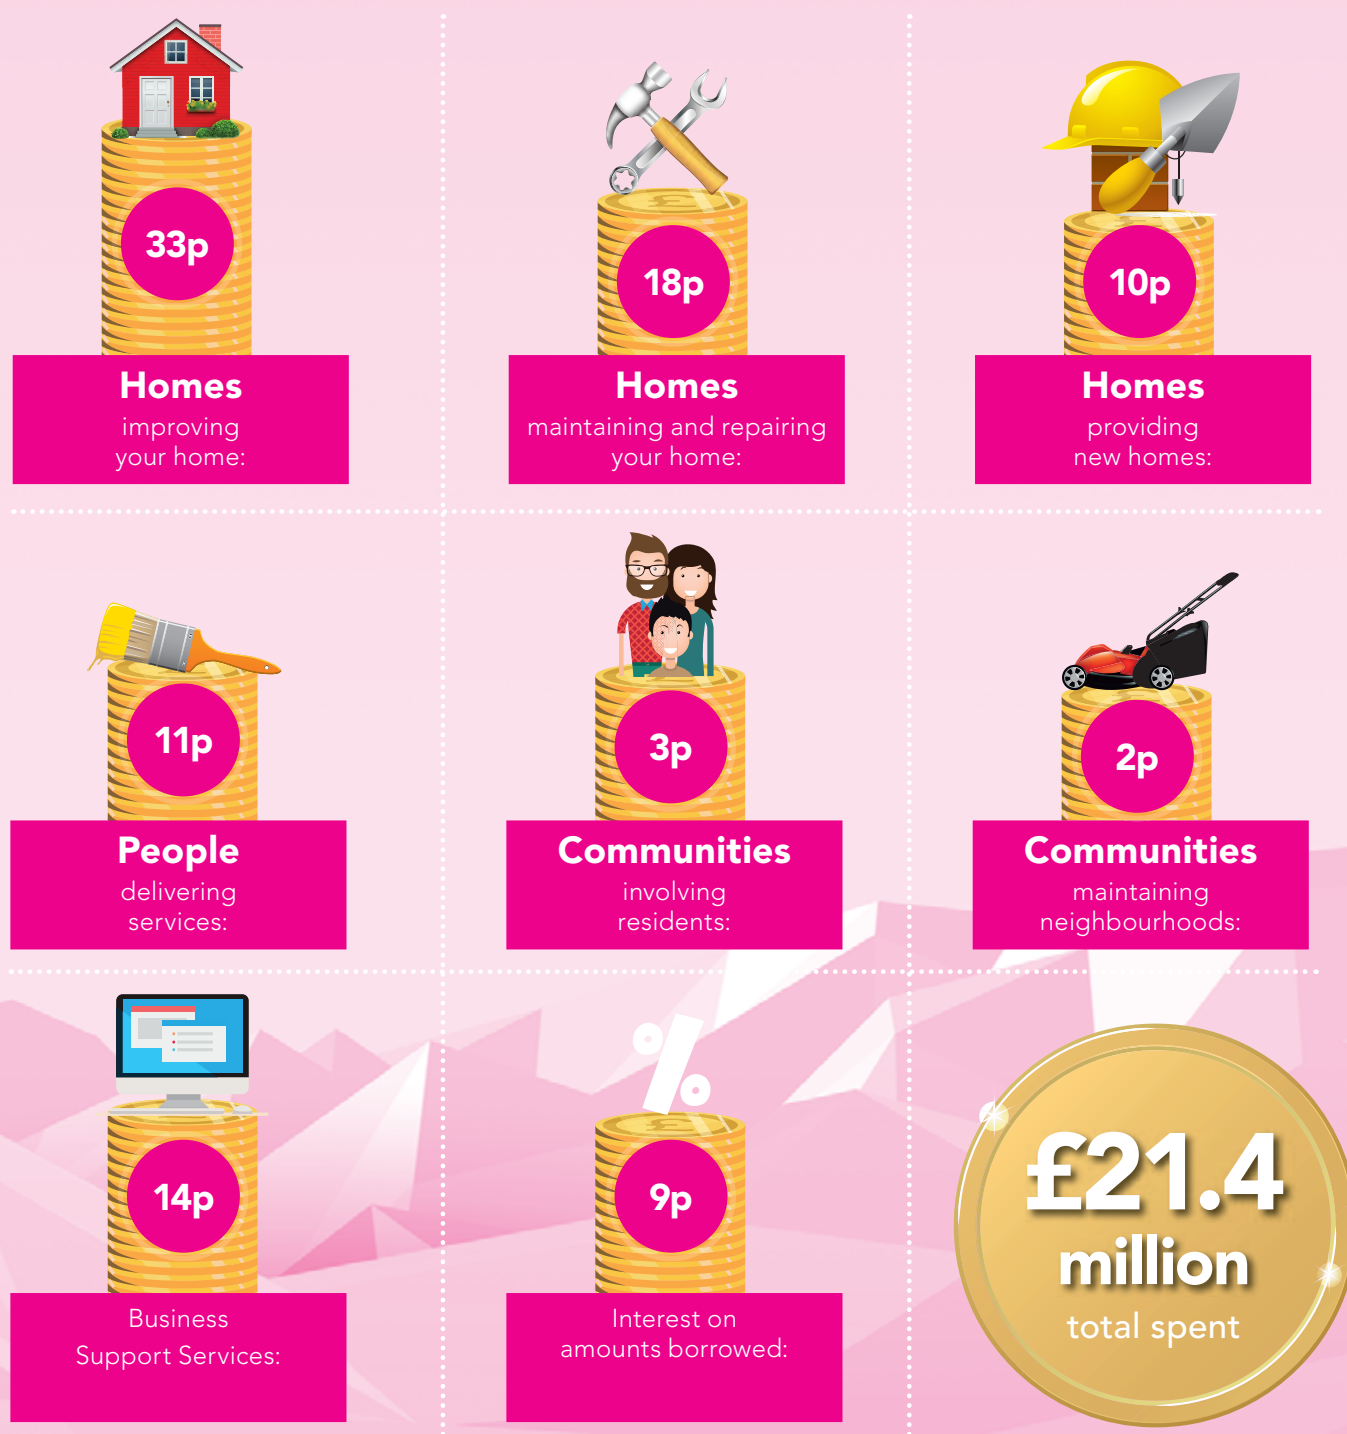 33p
Homes
improving
your home:
18p
Homes
maintaining and repairing
your home:
10p
Homes
providing
new homes:
11p
People
delivering
services:
3p
Communities
involving
residents:
2p
Communities
maintaining
neighbourhoods:
14p
Business
Support Services:
%
9p
Interest on
amounts borrowed:
£21.4
million
total spent